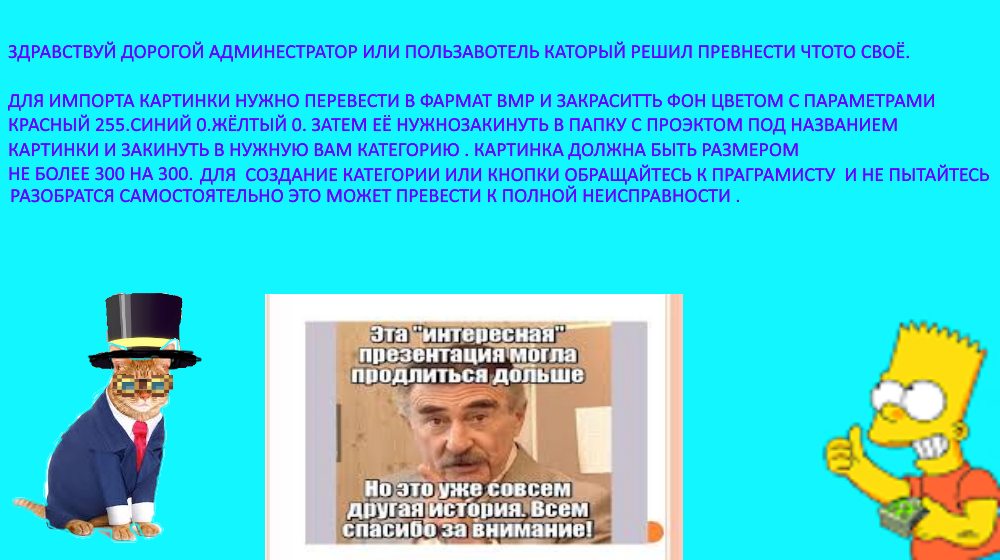 ЗДРАВСТВУЙ ДОРОГОЙ АДМИНЕСТРАТОР ИЛИ ПОЛЬЗАВОТЕЛЬ КАТОРЫЙ РЕШИЛ ПРЕВНЕСТИ ЧТОТО СВОЁ.
ДЛЯ ИМПОРТА КАРТИНКИ НУЖНО ПЕРЕВЕСТИ В ФАРМАТ BMP И ЗАКРАСИТТЬ ФОН ЦВЕТОМ С ПАРАМЕТРАМИ
КРАСНЫЙ 255.СИНИЙ 0.ЖЁЛТЫЙ 0. ЗАТЕМ ЕЁ НУЖНОЗАКИНУТЬ В ПАПКУ С ПРОЭКТОМ ПОД НАЗВАНИЕМ
КАРТИНКИ И ЗАКИНУТЬ В НУЖНУЮ ВАМ КАТЕГОРИЮ . КАРТИНКА ДОЛЖНА БЫТЬ РАЗМЕРОМ
НЕ БОЛЕЕ 300 НА 300. ДЛЯ СОЗДАНИЕ КАТЕГОРИИ ИЛИ КНОПКИ ОБРАЩАЙТЕСЬ К ПРАГРАМИСТУ И НЕ ПЫТАЙТЕСЬ
РАЗОБРАТСЯ САМОСТОЯТЕЛЬНО ЭТО МОЖЕТ ПРЕВЕСТИ К ПОЛНОЙ НЕИСПРАВНОСТИ .
Эта "интересная"
презентация могла
продлиться дольше
Но это уже совсем
другая история. Всем
спасибо за внимание!